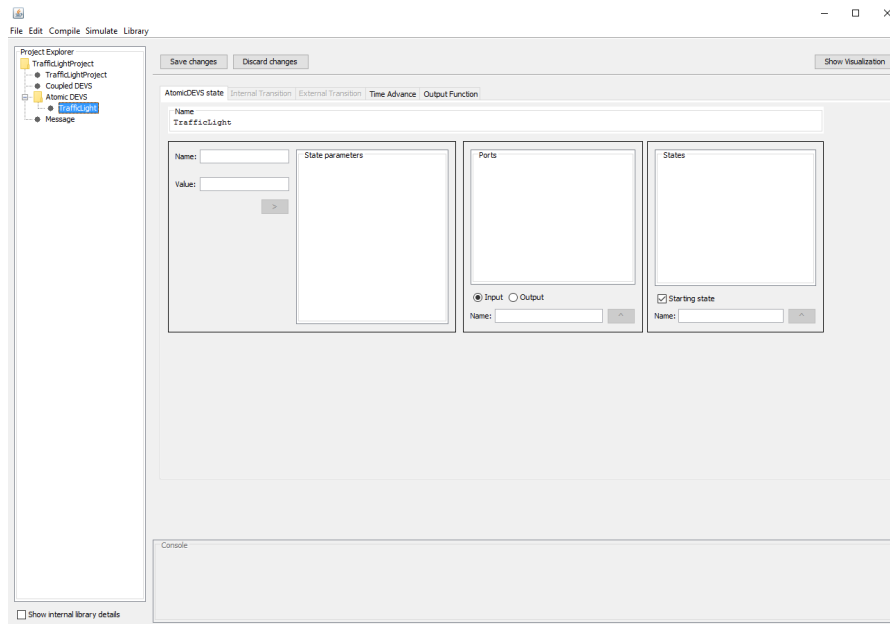 File Edit Compile Simulate Library
Project Explorer
TrafficLightProject
TrafficLightProject
Coupled DEVS
Atomic DEVS
TrafficLight
Message
Show internal library details
Save changes Discard changes Show Visualization
AtomicDEVS state Internal Transition External Transition Time Advance Output Function
Name
TrafficLight
Name:
Value:
>
State parameters
Ports
Input Output
Name: ^
States
Starting state
Name: ^
Console